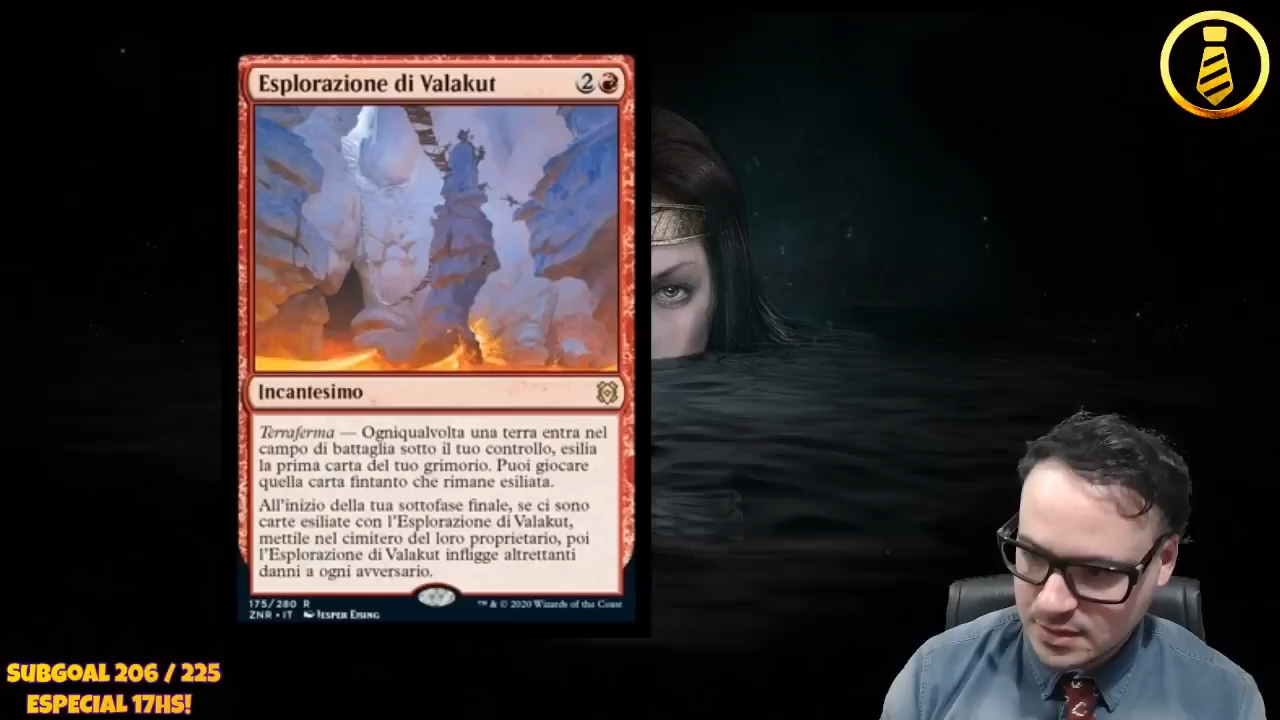 Esplorazione di Valakut 2
Incantesimo
Terraferma — Ogniqualvolta una terra entra nel
campo di battaglia sotto il tuo controllo, esilia
la prima carta del tuo grimorio. Puoi giocare
quella carta fintanto che rimane esiliata.
All'inizio della tua sottofase finale, se ci sono
carte esiliate con l'Esplorazione di Valakut,
mettile nel cimitero del loro proprietario, poi
l'Esplorazione di Valakut infligge altrettanti
danni a ogni avversario.
175/280 R
ZNR • IT JESPER EJSING
™ & © 2020 Wizards of the Coast
SUBGOAL 206 / 225
ESPECIAL 17HS!